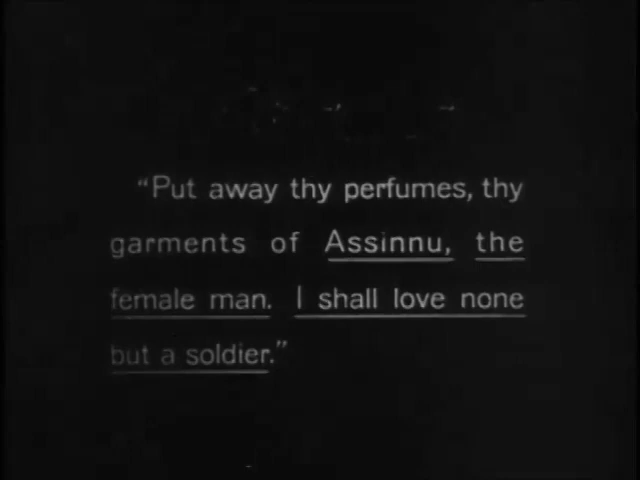 “Put away thy perfumes, thy
garments of Assinnu, the
female man. I shall love none
but a soldier.”